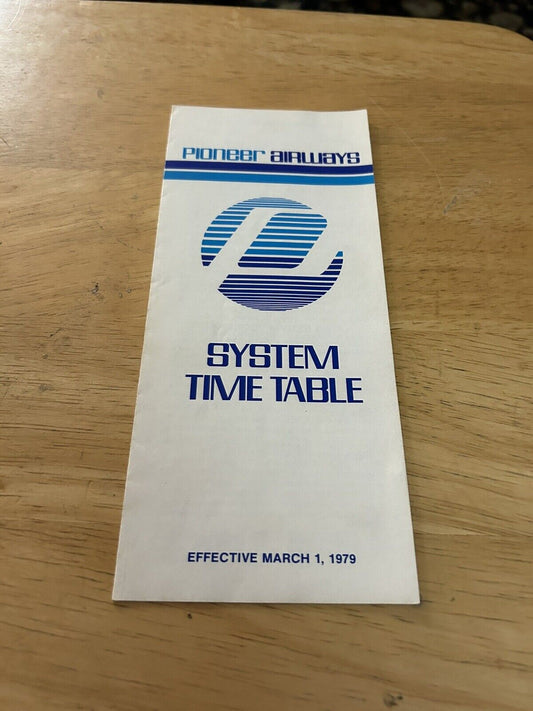 PIONEER AIRWAYS
SYSTEM
TIME TABLE
EFFECTIVE MARCH 1, 1979